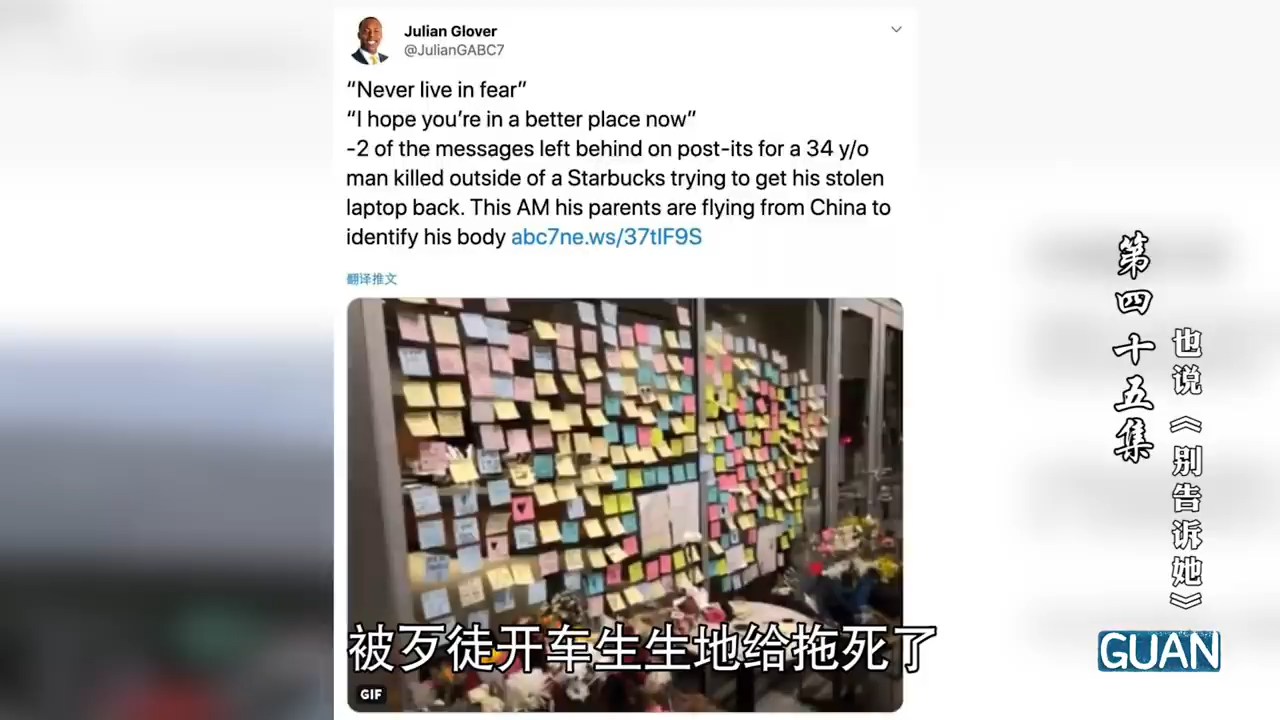 Julian Glover
@JulianGABC7
“Never live in fear”
“I hope you’re in a better place now”
-2 of the messages left behind on post-its for a 34 y/o
man killed outside of a Starbucks trying to get his stolen
laptop back. This AM his parents are flying from China to
identify his body abc7ne.ws/37tIF9S
翻译推文
第四十五集
也说《别告诉她》
被歹徒开车生生地给拖死了
GIF
GUAN